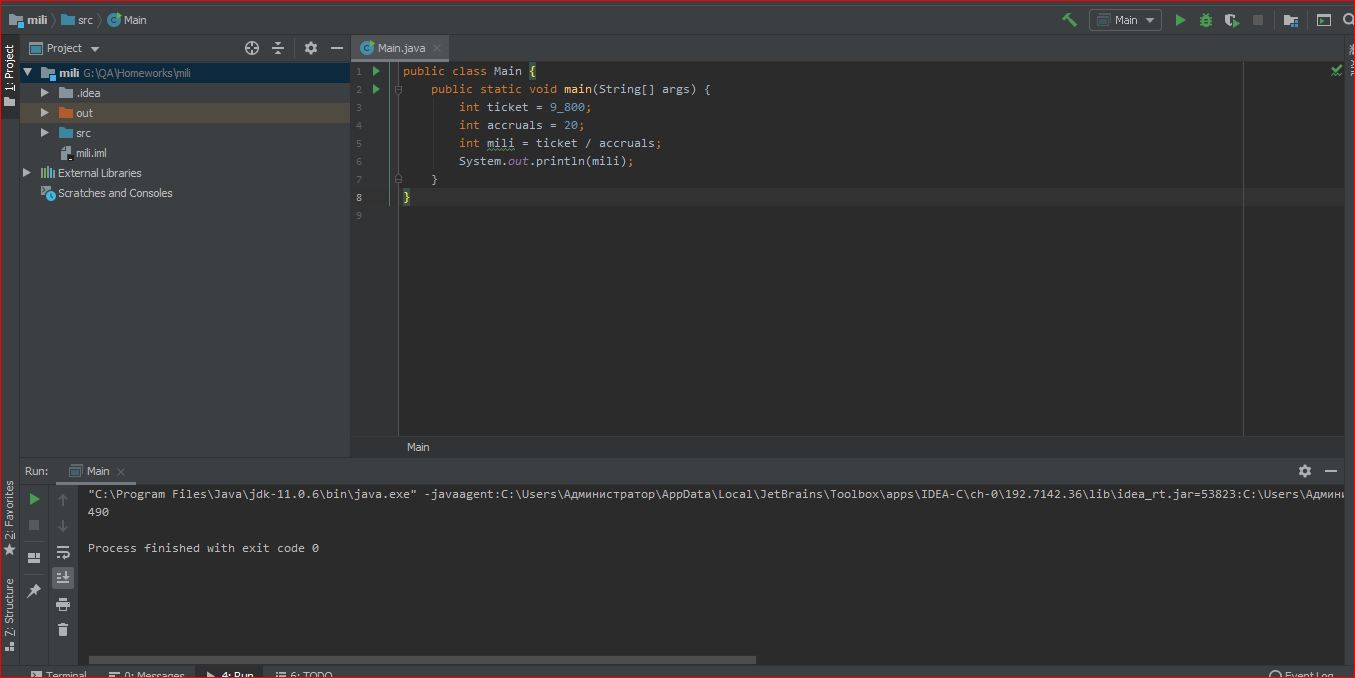 mili src Main
Main
1: Project
Project
mili G:\QA\Homeworks\mili
.idea
out
src
mili.iml
External Libraries
Scratches and Consoles
Main.java
1 public class Main {
2 public static void main(String[] args) {
3 int ticket = 9_800;
4 int accruals = 20;
5 int mili = ticket / accruals;
6 System.out.println(mili);
7 }
8 }
9
Main
Run: Main
"C:\Program Files\Java\jdk-11.0.6\bin\java.exe" -javaagent:C:\Users\Администратор\AppData\Local\JetBrains\Toolbox\apps\IDEA-C\ch-0\192.7142.36\lib\idea_rt.jar=53823:C:\Users\Админи
490
Process finished with exit code 0
2: Favorites
Z: Structure
Terminal 0: Messages 4: Run 6: TODO Event Log